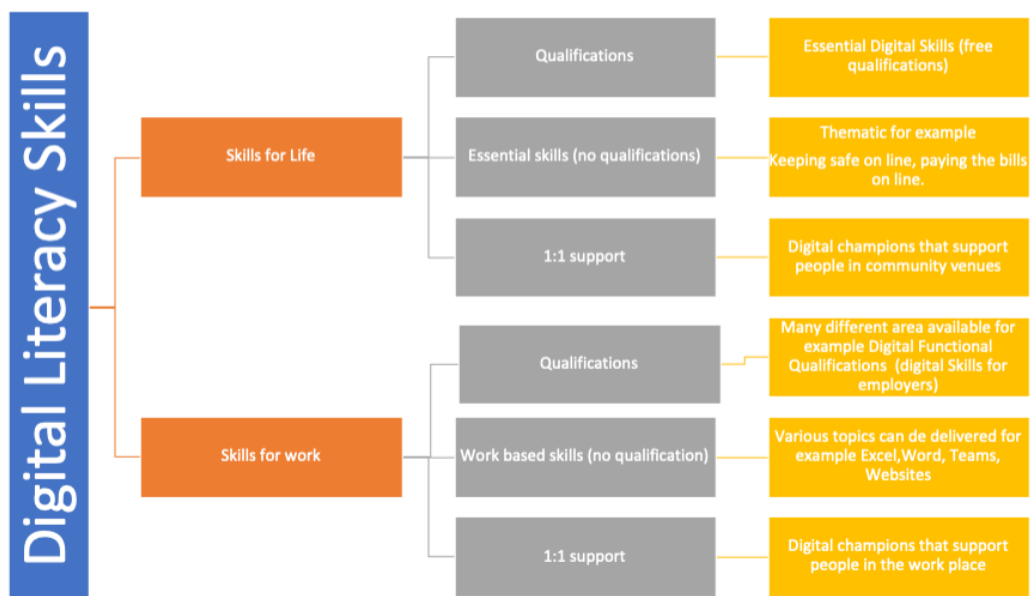 Digital Literacy Skills
Skills for Life
Qualifications
Essential Digital Skills (free
qualifications)
Essential skills (no qualifications)
Thematic for example
Keeping safe on line, paying the bills
on line.
1:1 support
Digital champions that support
people in community venues
Skills for work
Qualifications
Many different area available for
example Digital Functional
Qualifications (digital Skills for
employers)
Work based skills (no qualification)
Various topics can de delivered for
example Excel,Word, Teams,
Websites
1:1 support
Digital champions that support
people in the work place